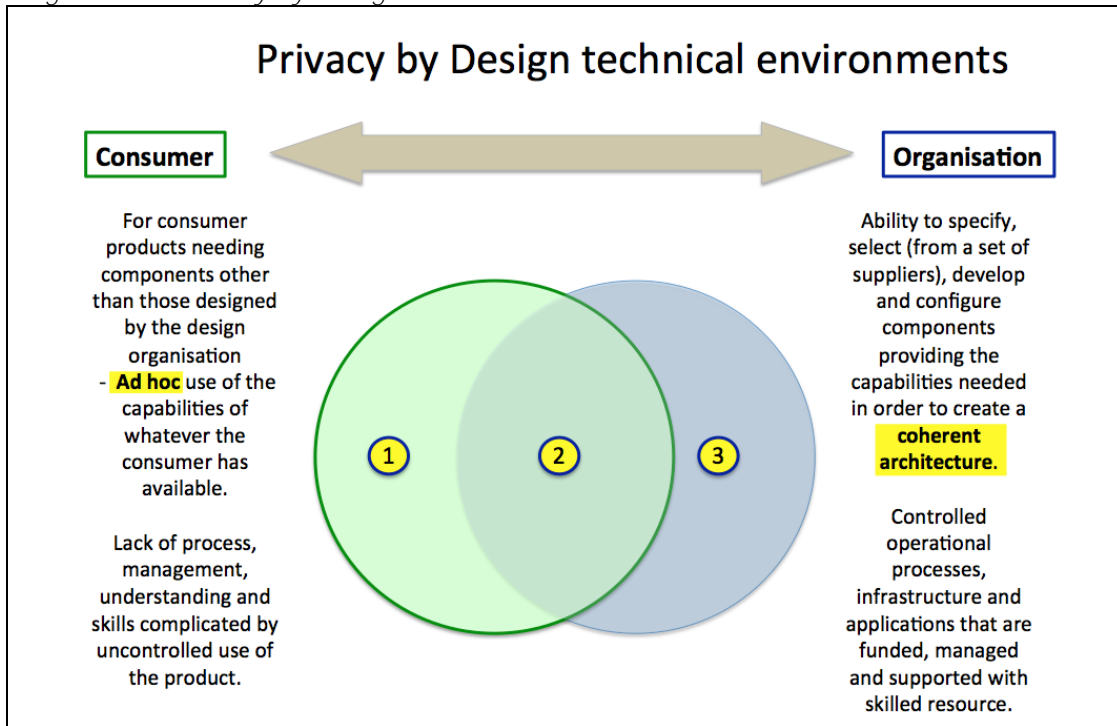 Privacy by Design technical environments
Consumer
Organisation
For consumer
products needing
components other
than those designed
by the design
organisation
- Ad hoc use of the
capabilities of
whatever the
consumer has
available.
Lack of process,
management,
understanding and
skills complicated by
uncontrolled use of
the product.
1
2
3
Ability to specify,
select (from a set of
suppliers), develop
and configure
components
providing the
capabilities needed
in order to create a
coherent
architecture.
Controlled
operational
processes,
infrastructure and
applications that are
funded, managed
and supported with
skilled resource.